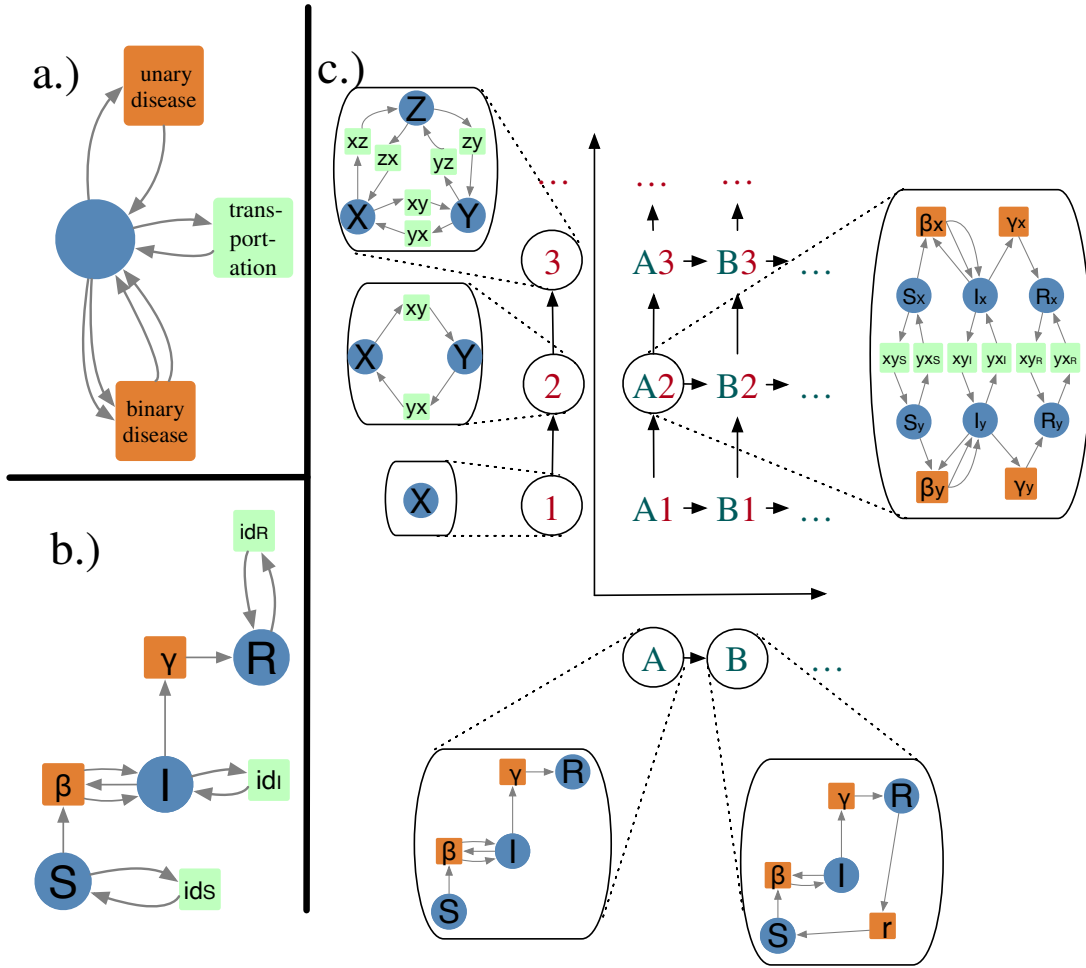 a.)
unary
disease
trans-
port-
ation
binary
disease
b.)
idR
R
γ
β
I
idI
S
idS
c.)
Z
xz
zx
yz
zy
X
xy
yx
Y
xy
X
Y
yx
X
...
3
2
1
... ...
A3 B3 ...
A2 B2 ...
A1 B1 ...
βx γx
Sx Ix Rx
xyS yxS xyI yxI xyR yxR
Sy Iy Ry
βy γy
A B ...
γ R
β I
S
γ R
β I
S r